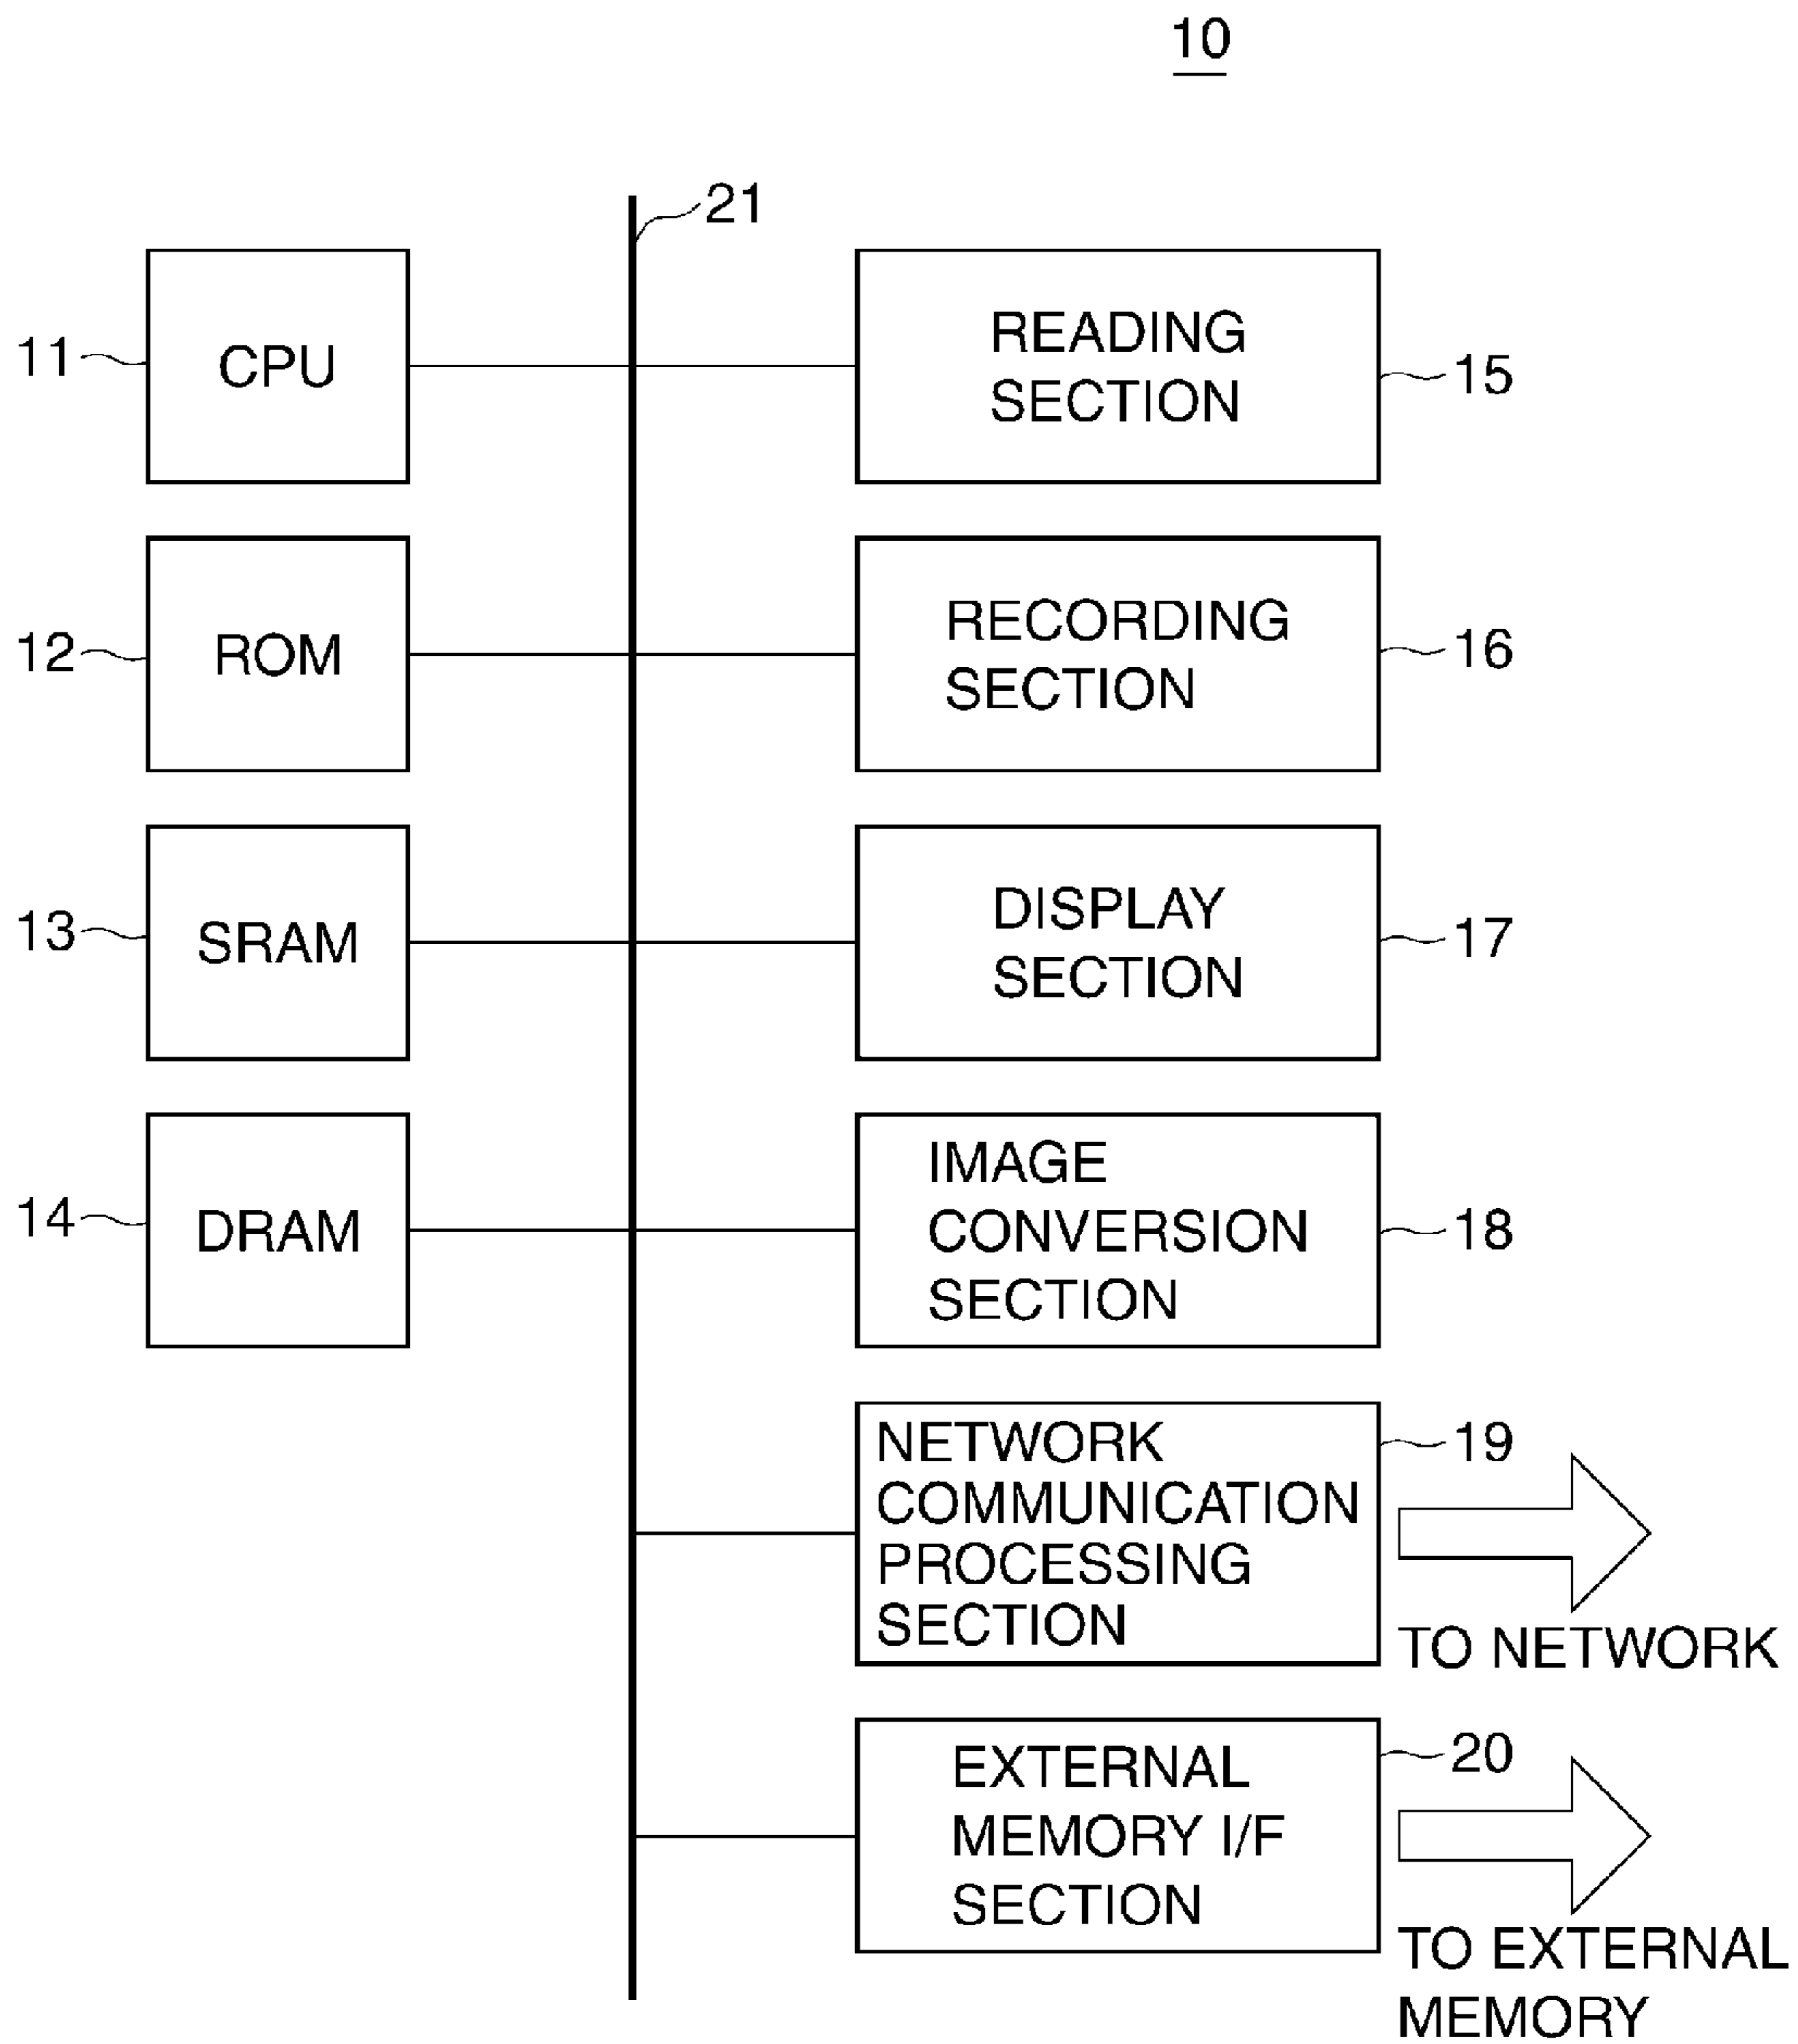 10
21
11
CPU
READING
SECTION
15
12
ROM
RECORDING
SECTION
16
13
SRAM
DISPLAY
SECTION
17
14
DRAM
IMAGE
CONVERSION
SECTION
18
NETWORK
COMMUNICATION
PROCESSING
SECTION
19
TO NETWORK
EXTERNAL
MEMORY I/F
SECTION
20
TO EXTERNAL
MEMORY